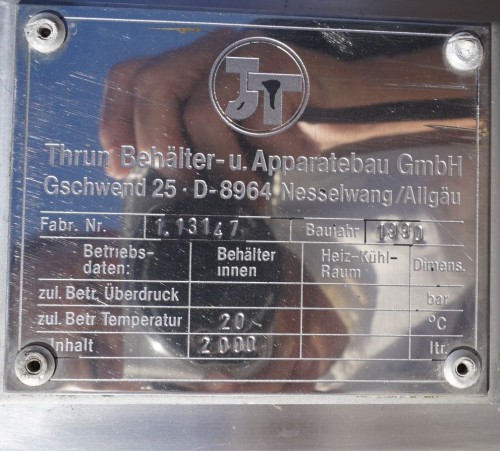 JT
Thrun Behälter- u. Apparatebau GmbH
Gschwend 25 · D-8964 Nesselwang/Allgäu
Fabr. Nr. 1.13147 Baujahr
Betriebs- Behälter Heiz-Kühl- Dimens.
daten: innen Raum
zul. Betr. Überdruck bar
zul. Betr Temperatur 20 °C
Inhalt 2000 ltr.